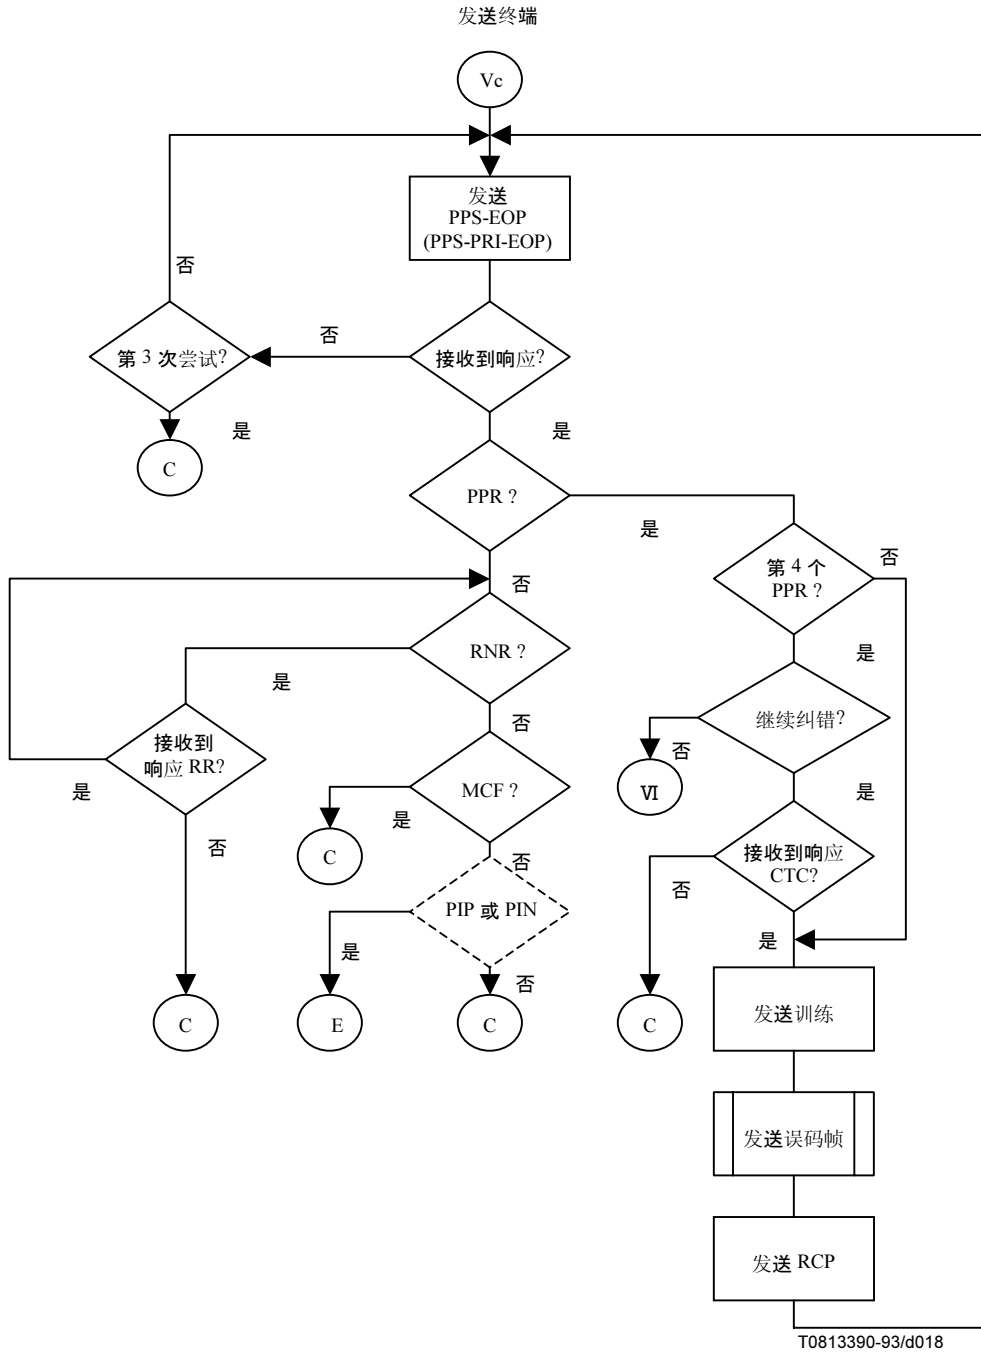 发送终端
Vc
发送
PPS-EOP
(PPS-PRI-EOP)
否
第 3 次尝试?
否
接收到响应?
是
是
C
PPR ?
是
第 4 个
PPR ?
否
否
RNR ?
是
是
继续纠错?
否
接收到
响应 RR?
是
否
MCF ?
是
Ⅵ
是
否
C
否
接收到响应
CTC?
否
PIP 或 PIN
是
是
否
C
E
C
C
发送训练
发送误码帧
发送 RCP
T0813390-93/d018